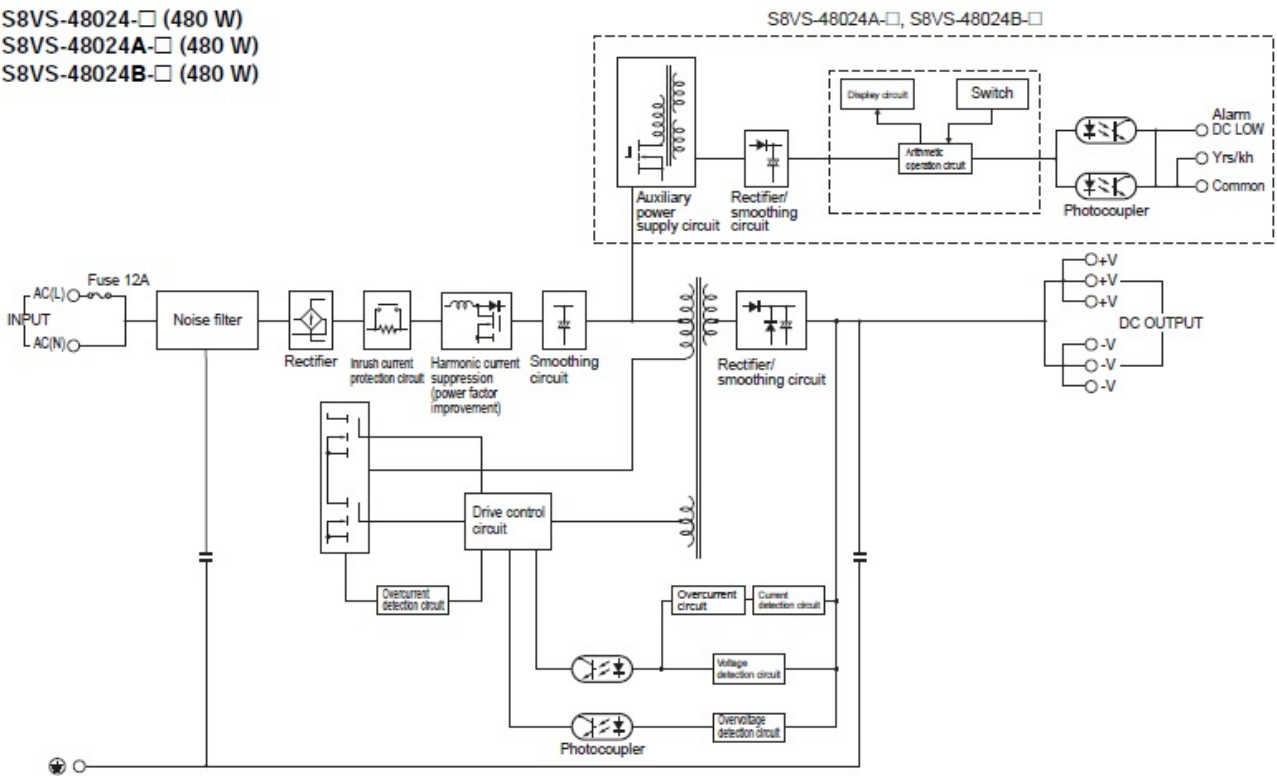 S8VS-48024-□ (480 W)
S8VS-48024A-□ (480 W)
S8VS-48024B-□ (480 W)
S8VS-48024A-□, S8VS-48024B-□
Display circuit
Switch
Arithmetic
operation circuit
Alarm
DC LOW
Yrs/kh
Common
Photocoupler
Auxiliary
power
supply circuit
Rectifier/
smoothing
circuit
Fuse 12A
AC(L)
INPUT
AC(N)
Noise filter
Rectifier
Inrush current
protection circuit
Harmonic current
suppression
(power factor
improvement)
Smoothing
circuit
Rectifier/
smoothing circuit
+V
+V
+V
DC OUTPUT
-V
-V
-V
Drive control
circuit
Overcurrent
detection circuit
Overcurrent
circuit
Current
detection circuit
Voltage
detection circuit
Overvoltage
detection circuit
Photocoupler